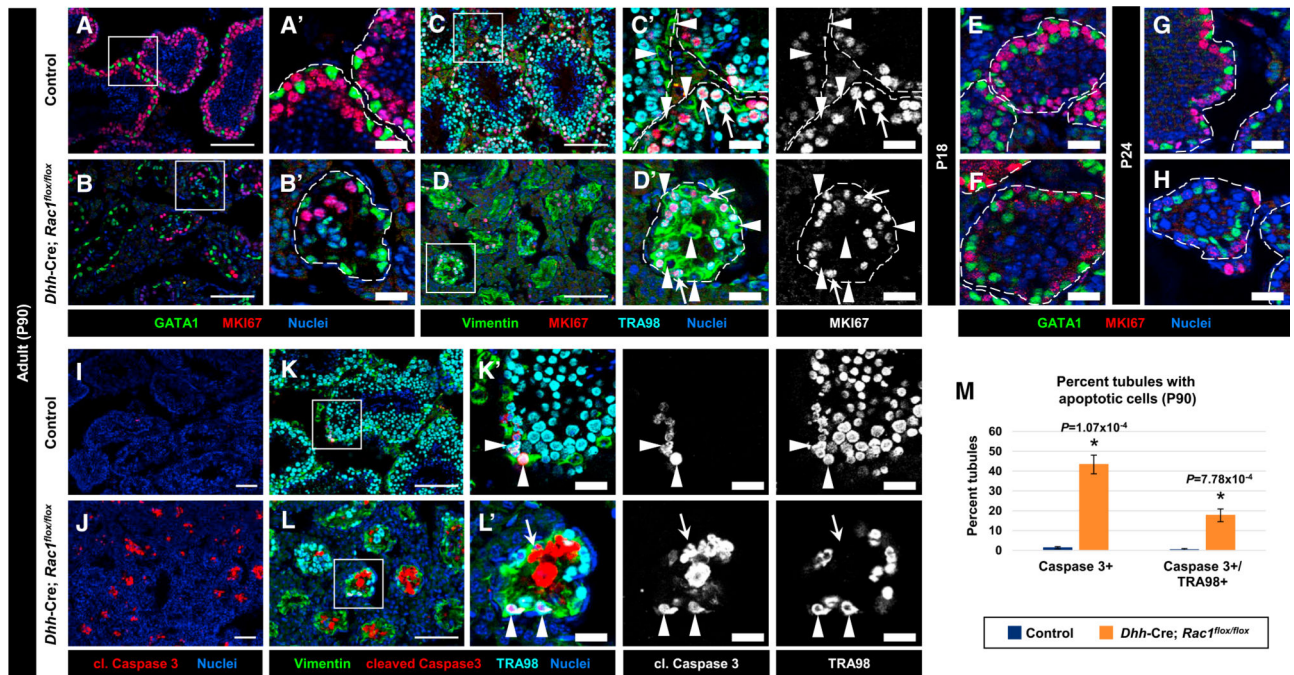 A
A'
C
C'
E
G
Control
P18
P24
B
B'
D
D'
F
H
Dhh-Cre; Rac1flox/flox
GATA1 MKI67 Nuclei
Vimentin MKI67 TRA98 Nuclei
MKI67
GATA1 MKI67 Nuclei
Adult (P90)
I
K
K'
Control
J
L
L'
Dhh-Cre; Rac1flox/flox
cl. Caspase 3 Nuclei
Vimentin cleaved Caspase3 TRA98 Nuclei
cl. Caspase 3
TRA98
M
Percent tubules with
apoptotic cells (P90)
Percent tubules
60
50
40
30
20
10
0
P=1.07x10-4
*
P=7.78x10-4
*
Caspase 3+
Caspase 3+/
TRA98+
Control Dhh-Cre; Rac1flox/flox